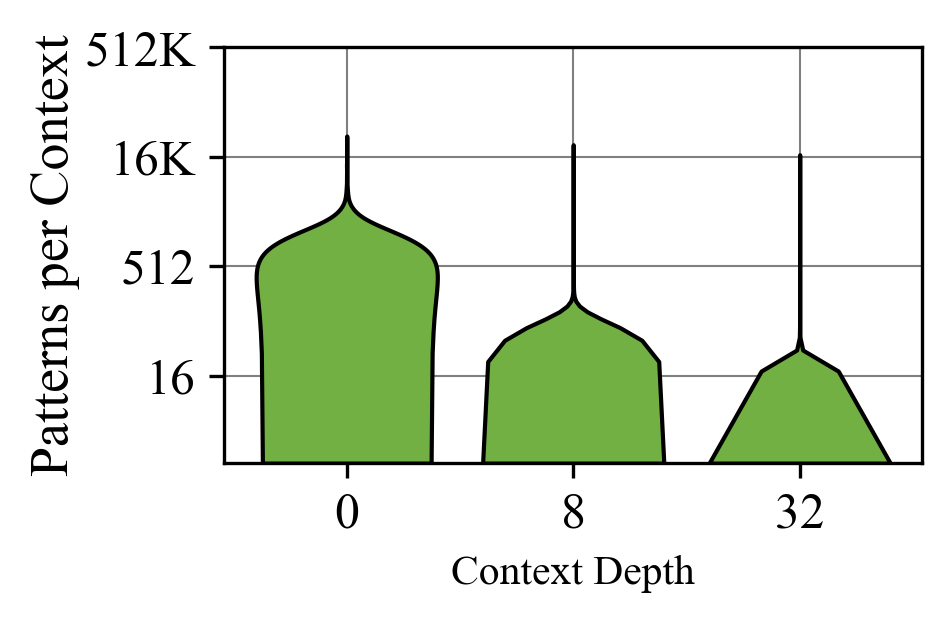 Patterns per Context
512K
16K
512
16
0 8 32
Context Depth